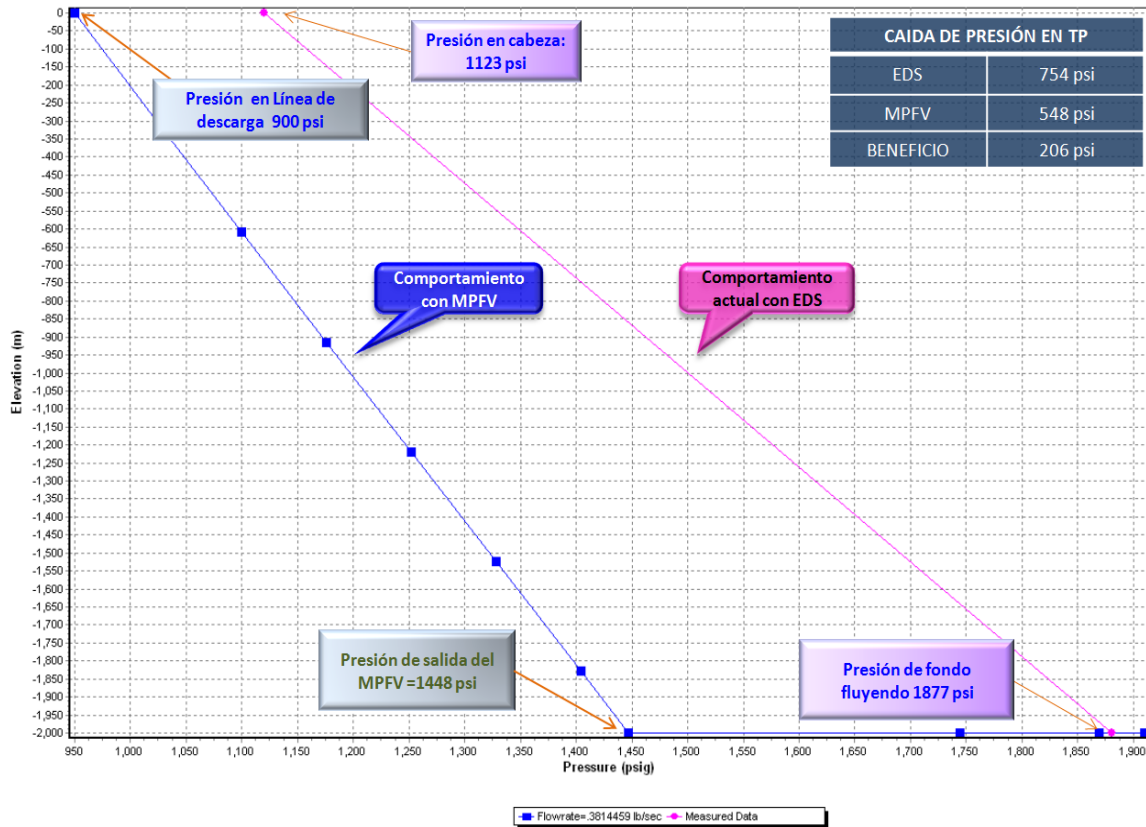 0
-50
-100
-150
-200
-250
-300
-350
-400
-450
-500
-550
-600
-650
-700
-750
-800
-850
-900
-950
-1,000
-1,050
-1,100
-1,150
-1,200
-1,250
-1,300
-1,350
-1,400
-1,450
-1,500
-1,550
-1,600
-1,650
-1,700
-1,750
-1,800
-1,850
-1,900
-1,950
-2,000
Elevation (m)
Presión en Línea de
descarga 900 psi
Presión en cabeza:
1123 psi
CAIDA DE PRESIÓN EN TP
EDS 754 psi
MPFV 548 psi
BENEFICIO 206 psi
Comportamiento
con MPFV
Comportamiento
actual con EDS
Presión de salida del
MPFV =1448 psi
Presión de fondo
fluyendo 1877 psi
950 1,000 1,050 1,100 1,150 1,200 1,250 1,300 1,350 1,400 1,450 1,500 1,550 1,600 1,650 1,700 1,750 1,800 1,850 1,900
Pressure (psig)
Flowrate=.3814459 lb/sec Measured Data